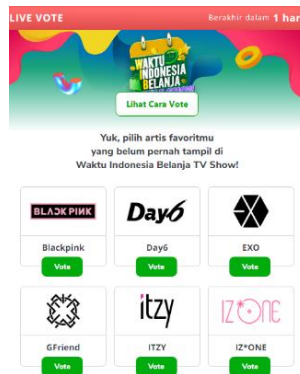 LIVE VOTE
Berakhir dalam 1 har
WAKTU
INDONESIA
BELANJA
Lihat Cara Vote
Yuk, pilih artis favoritmu
yang belum pernah tampil di
Waktu Indonesia Belanja TV Show!
BLACKPINK
Day6
EXO
Blackpink
Day6
EXO
Vote
Vote
Vote
itzy
IZ*ONE
GFriend
ITZY
IZ*ONE
Vote
Vote
Vote